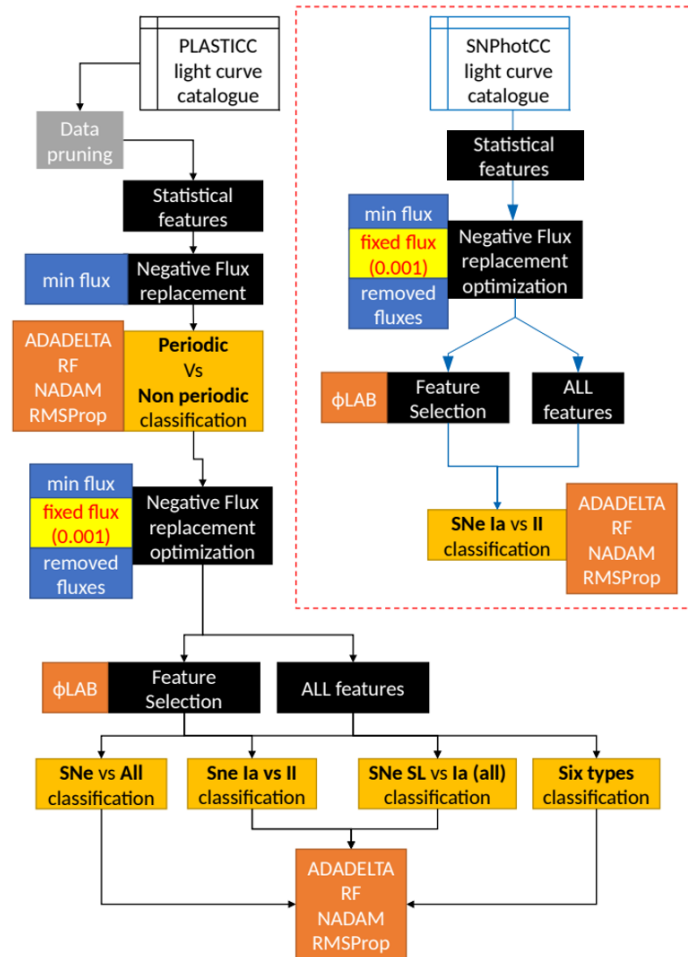 PLASTICC
light curve
catalogue
Data
pruning
Statistical
features
min flux
Negative Flux
replacement
ADADELTA
RF
NADAM
RMSProp
Periodic
Vs
Non periodic
classification
min flux
fixed flux
(0.001)
removed
fluxes
Negative Flux
replacement
optimization
SNPhotCC
light curve
catalogue
Statistical
features
min flux
fixed flux
(0.001)
removed
fluxes
Negative Flux
replacement
optimization
ϕLAB
Feature
Selection
ALL
features
SNe Ia vs II
classification
ADADELTA
RF
NADAM
RMSProp
ϕLAB
Feature
Selection
ALL features
SNe vs All
classification
Sne Ia vs II
classification
SNe SL vs Ia (all)
classification
Six types
classification
ADADELTA
RF
NADAM
RMSProp